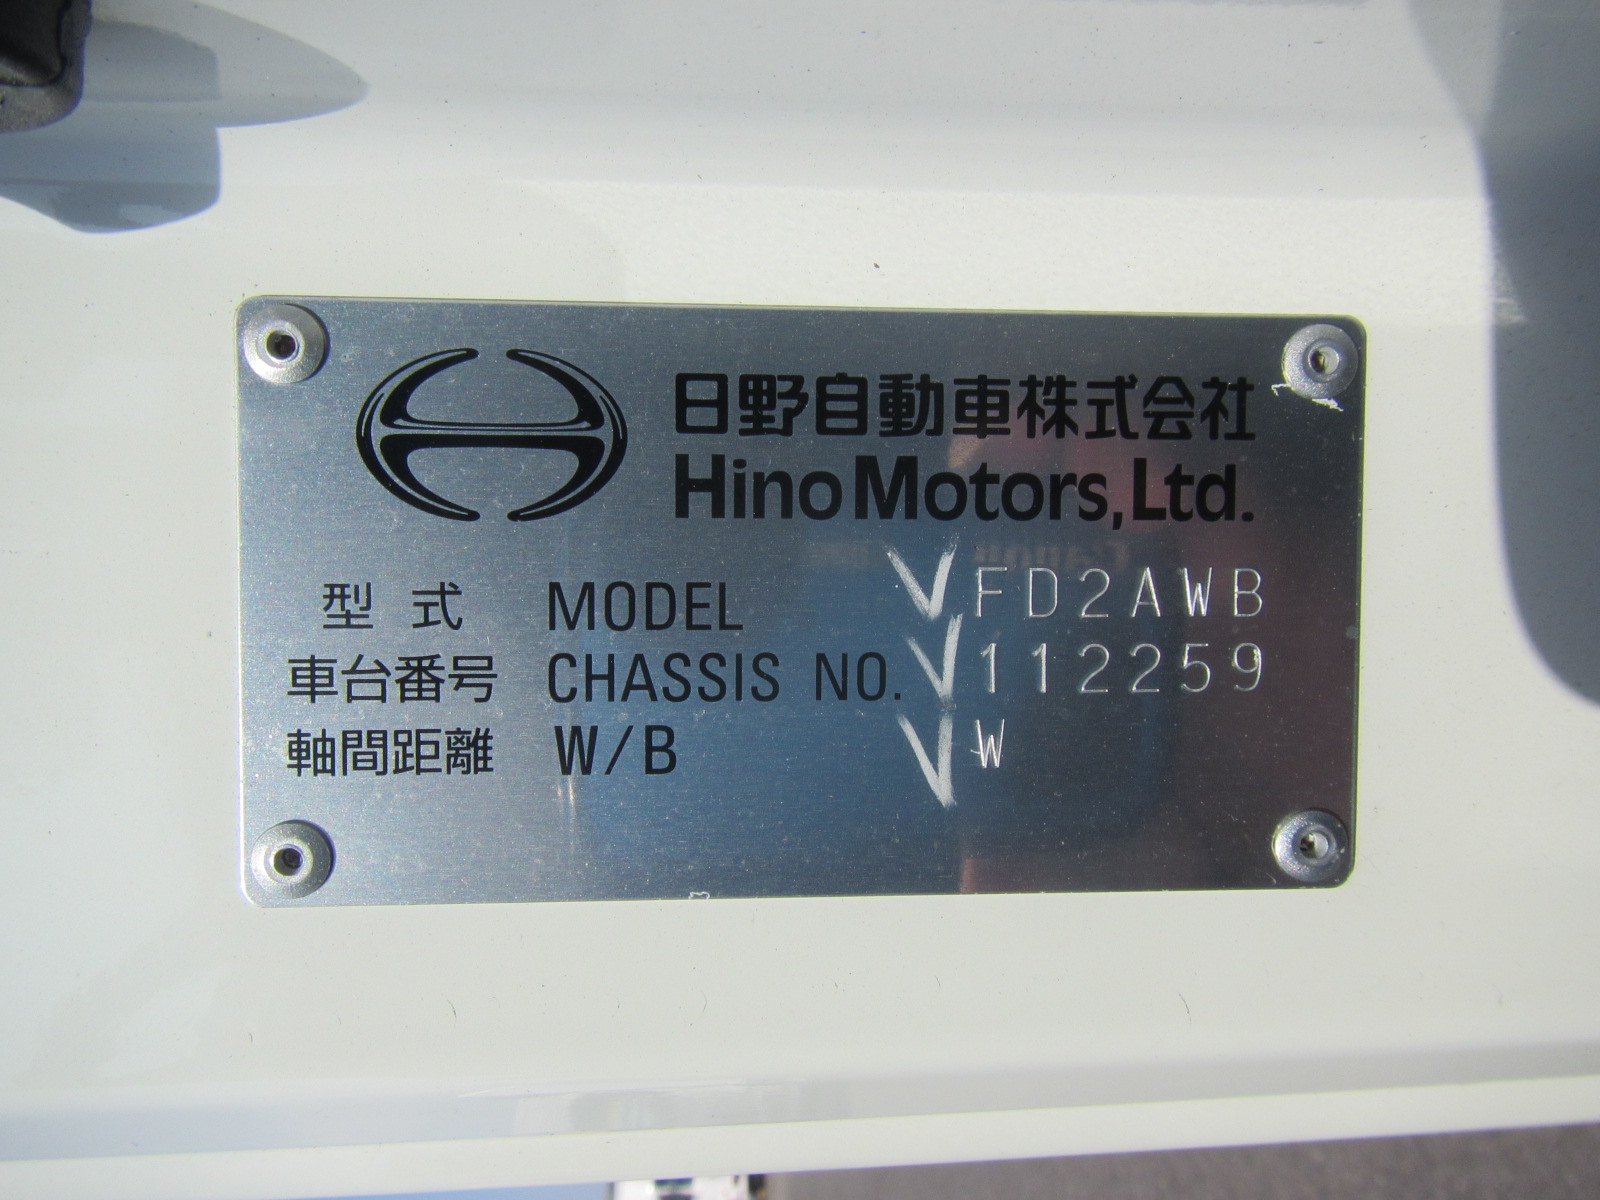 日野自動車株式会社
Hino Motors, Ltd.
型式 MODEL FD2AWB
車台番号 CHASSIS NO. 112259
軸間距離 W/B W